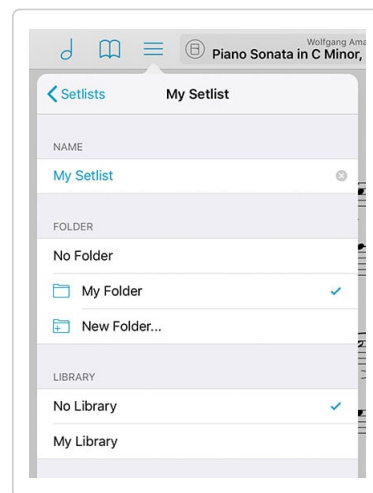 Wolfgang Ama
Piano Sonata in C Minor,
Setlists
My Setlist
NAME
My Setlist
FOLDER
No Folder
My Folder
New Folder...
LIBRARY
No Library
My Library